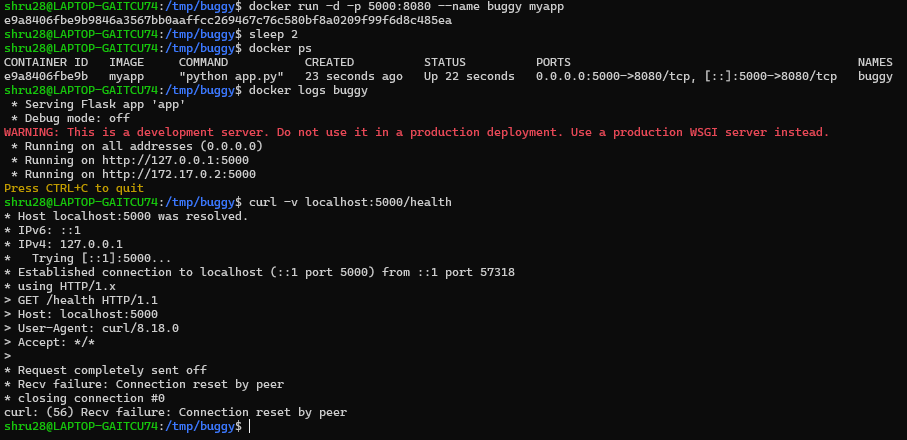 shru28@LAPTOP-GAITCU74:/tmp/buggy$ docker run -d -p 5000:8080 --name buggy myapp
e9a8406fbe9b9846a3567bb0aaffcc269467c76c580bf8a0209f99f6d8c485ea
shru28@LAPTOP-GAITCU74:/tmp/buggy$ sleep 2
shru28@LAPTOP-GAITCU74:/tmp/buggy$ docker ps
CONTAINER ID   IMAGE     COMMAND           CREATED          STATUS          PORTS                                         NAMES
e9a8406fbe9b   myapp     "python app.py"   23 seconds ago   Up 22 seconds   0.0.0.0:5000->8080/tcp, [::]:5000->8080/tcp   buggy
shru28@LAPTOP-GAITCU74:/tmp/buggy$ docker logs buggy
 * Serving Flask app 'app'
 * Debug mode: off
WARNING: This is a development server. Do not use it in a production deployment. Use a production WSGI server instead.
 * Running on all addresses (0.0.0.0)
 * Running on http://127.0.0.1:5000
 * Running on http://172.17.0.2:5000
Press CTRL+C to quit
shru28@LAPTOP-GAITCU74:/tmp/buggy$ curl -v localhost:5000/health
* Host localhost:5000 was resolved.
* IPv6: ::1
* IPv4: 127.0.0.1
*   Trying [::1]:5000...
* Established connection to localhost (::1 port 5000) from ::1 port 57318
* using HTTP/1.x
> GET /health HTTP/1.1
> Host: localhost:5000
> User-Agent: curl/8.18.0
> Accept: */*
>
* Request completely sent off
* Recv failure: Connection reset by peer
* closing connection #0
curl: (56) Recv failure: Connection reset by peer
shru28@LAPTOP-GAITCU74:/tmp/buggy$